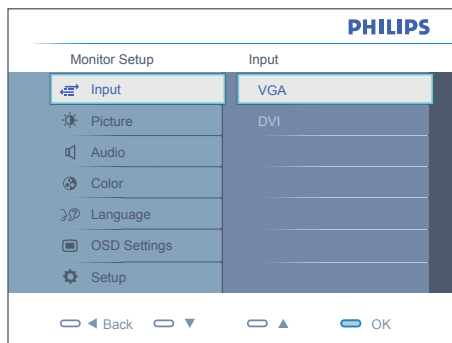 PHILIPS
Monitor Setup
Input
Input
VGA
Picture
DVI
Audio
Color
Language
OSD Settings
Setup
Back
OK